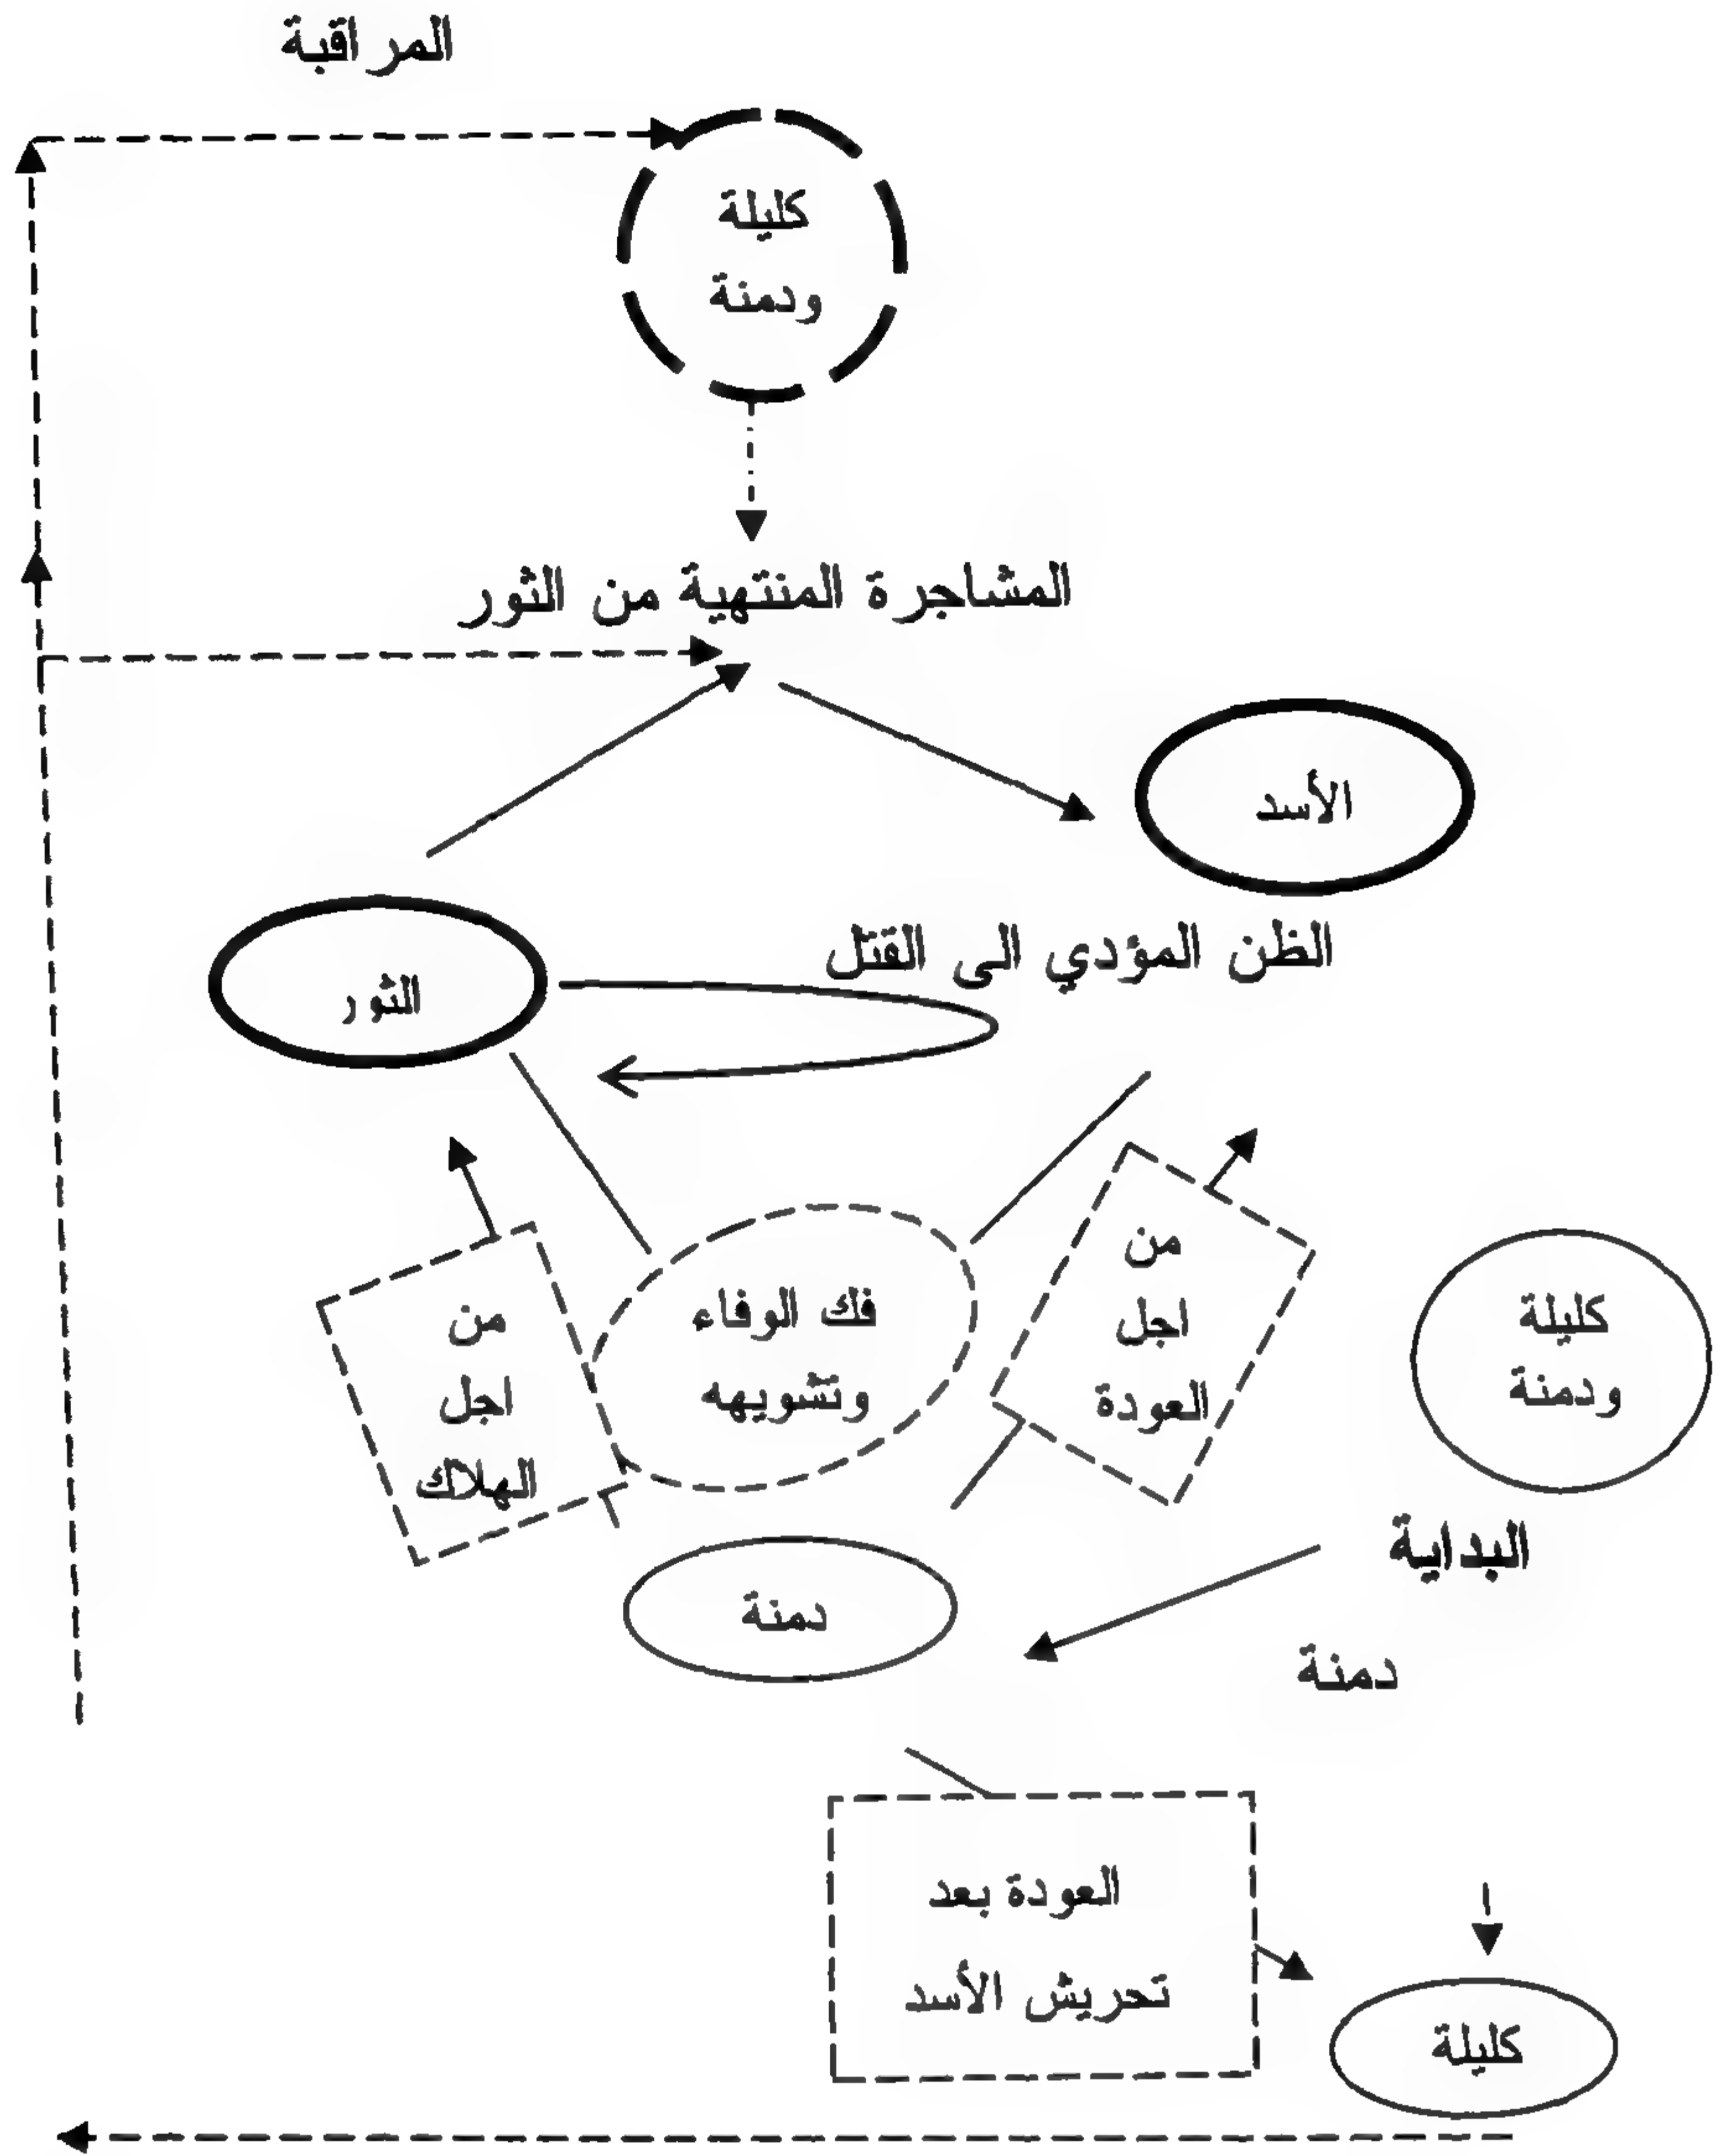 المراقبة
كليلة
ودمنة
المشاجرة المنتهية من الثور
الأسد
الظن المؤدي الى القتل
الثور
من
اجل
العودة
فك الوفاء
وتشويهه
من
اجل
الهلاك
كليلة
ودمنة
البداية
دمنة
دمنة
العودة بعد
تحريش الأسد
كليلة